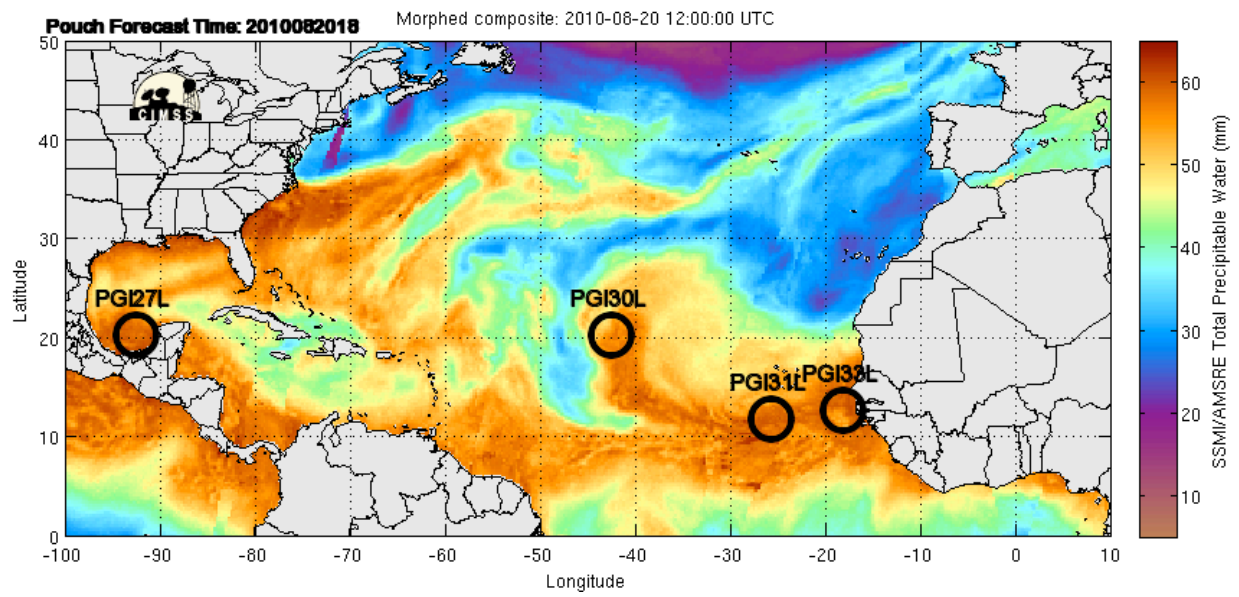 Pouch Forecast Time: 2010082018
Morphed composite: 2010-08-20 12:00:00 UTC
CIMSS
PGI27L
PGI30L
PGI31L
PGI33L
50
40
30
20
10
0
Latitude
-100 -90 -80 -70 -60 -50 -40 -30 -20 -10 0 10
Longitude
60
50
40
30
20
10
SSMI/AMSRE Total Precipitable Water (mm)